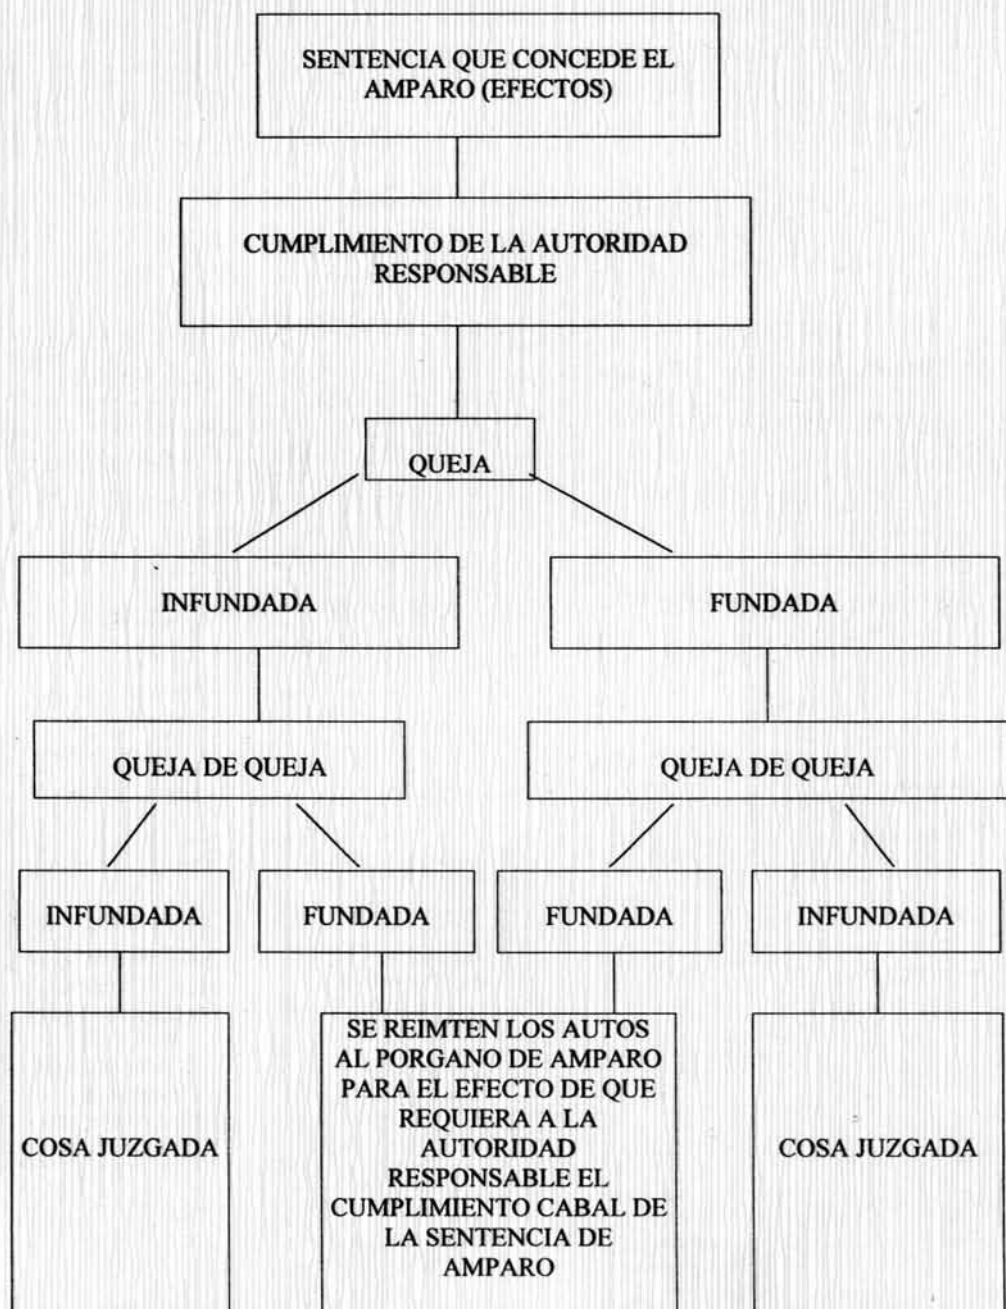 SENTENCIA QUE CONCEDE EL
AMPARO (EFECTOS)
CUMPLIMIENTO DE LA AUTORIDAD
RESPONSABLE
QUEJA
INFUNDADA
FUNDADA
QUEJA DE QUEJA
QUEJA DE QUEJA
INFUNDADA
FUNDADA
FUNDADA
INFUNDADA
COSA JUZGADA
SE REIMTEN LOS AUTOS
AL PORGANO DE AMPARO
PARA EL EFECTO DE QUE
REQUIERA A LA
AUTORIDAD
RESPONSABLE EL
CUMPLIMIENTO CABAL DE
LA SENTENCIA DE
AMPARO
COSA JUZGADA